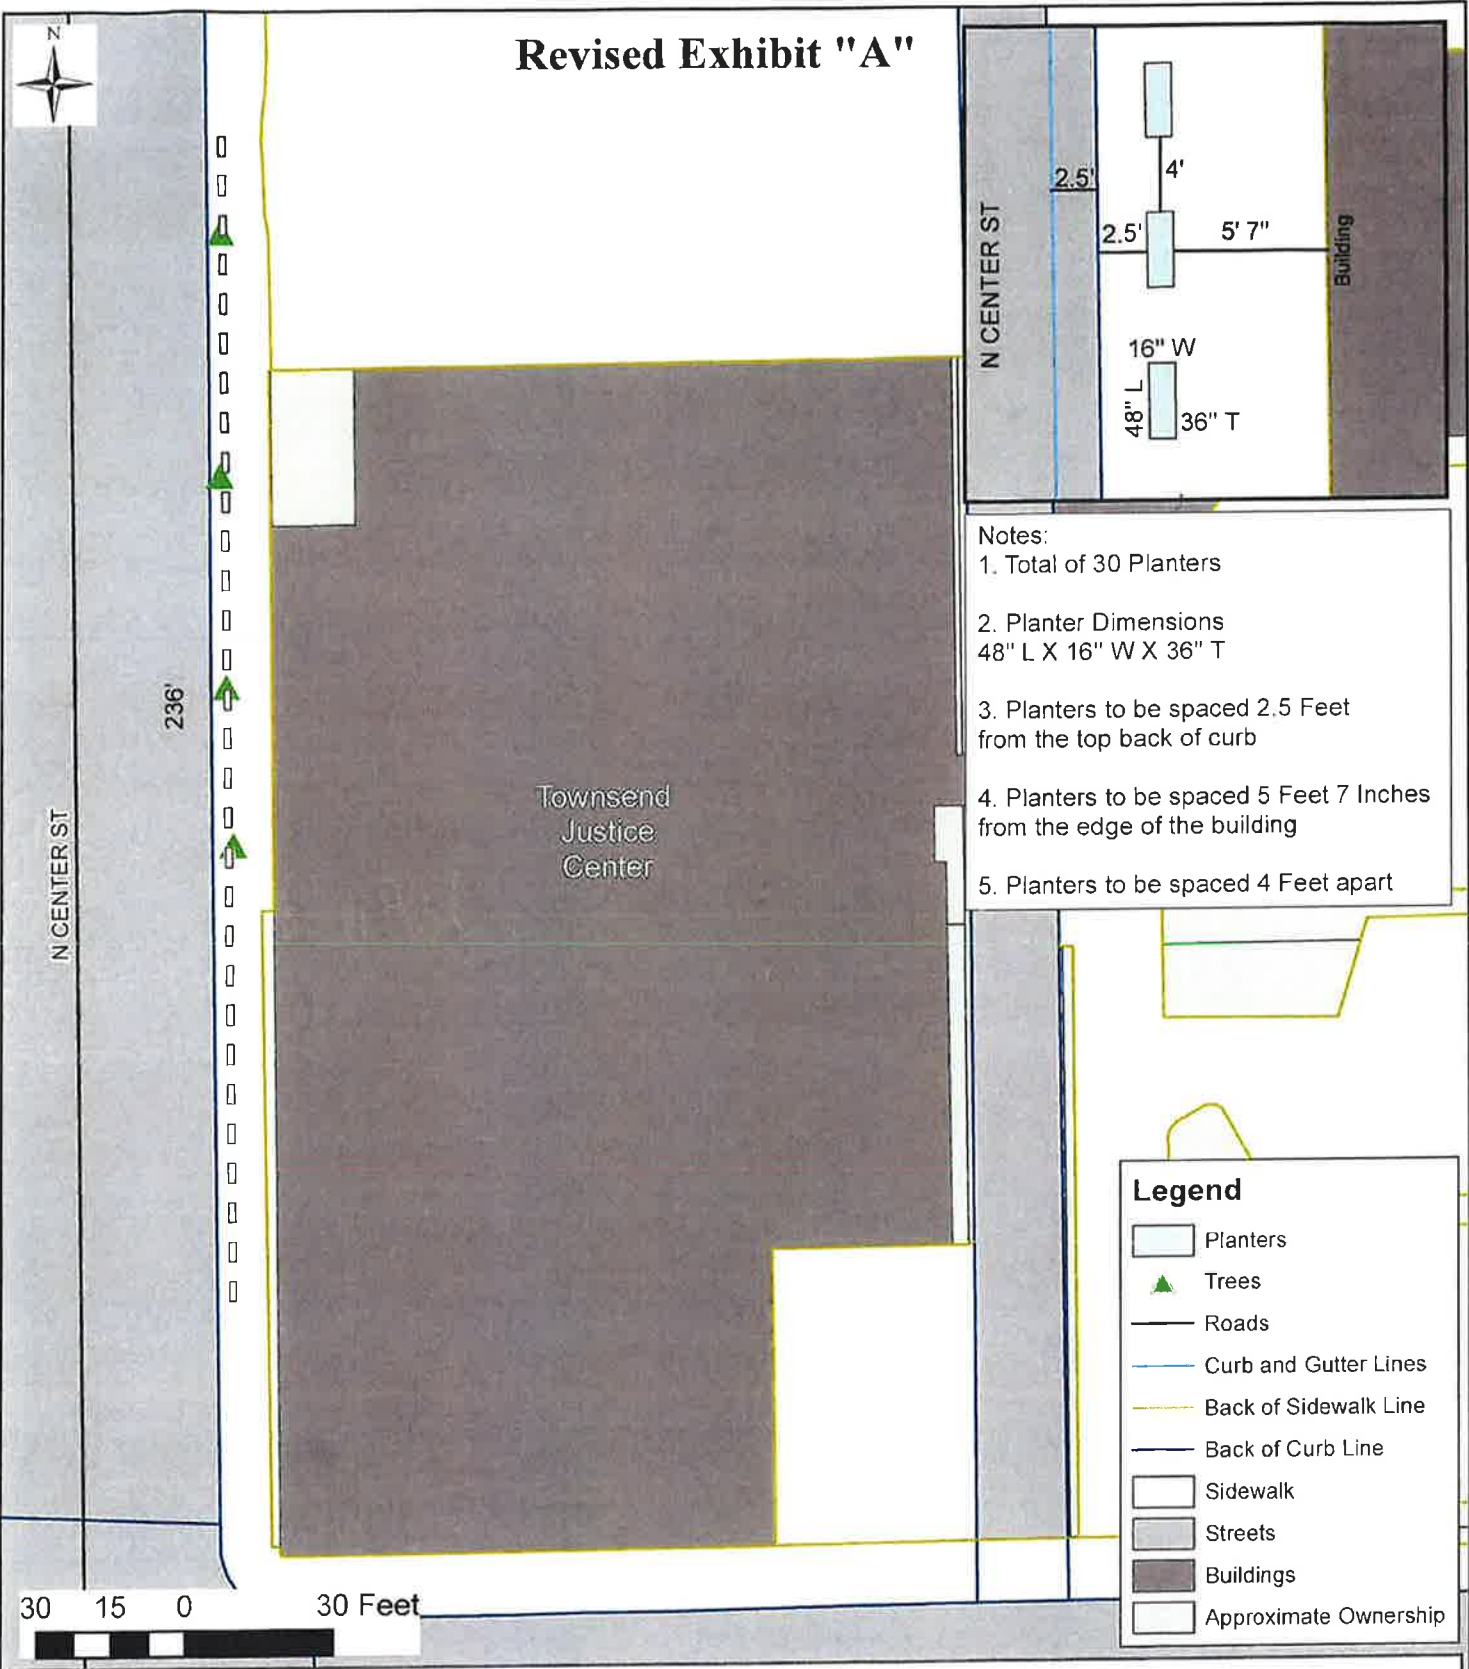 Revised Exhibit "A"
N
N CENTER ST
2.5'
4'
2.5'
5' 7"
Building
16" W
48" L
36" T
Notes:
1. Total of 30 Planters
2. Planter Dimensions
48" L X 16" W X 36" T
3. Planters to be spaced 2.5 Feet
from the top back of curb
4. Planters to be spaced 5 Feet 7 Inches
from the edge of the building
5. Planters to be spaced 4 Feet apart
236'
N CENTER ST
Townsend
Justice
Center
Legend
Planters
Trees
Roads
Curb and Gutter Lines
Back of Sidewalk Line
Back of Curb Line
Sidewalk
Streets
Buildings
Approximate Ownership
30 15 0 30 Feet